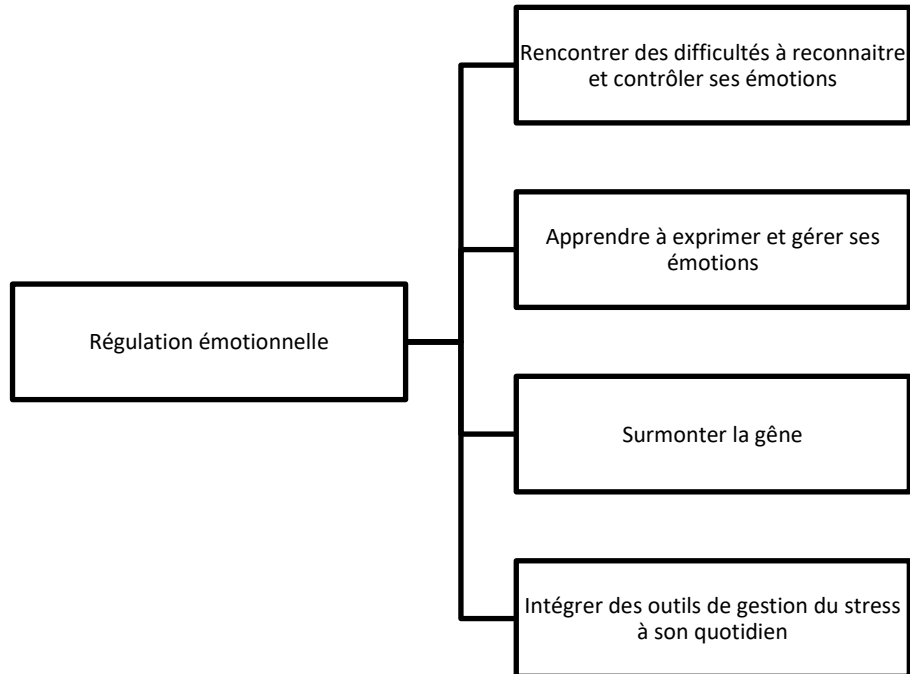 Rencontrer des difficultés à reconnaitre
et contrôler ses émotions
Apprendre à exprimer et gérer ses
émotions
Régulation émotionnelle
Surmonter la gêne
Intégrer des outils de gestion du stress
à son quotidien